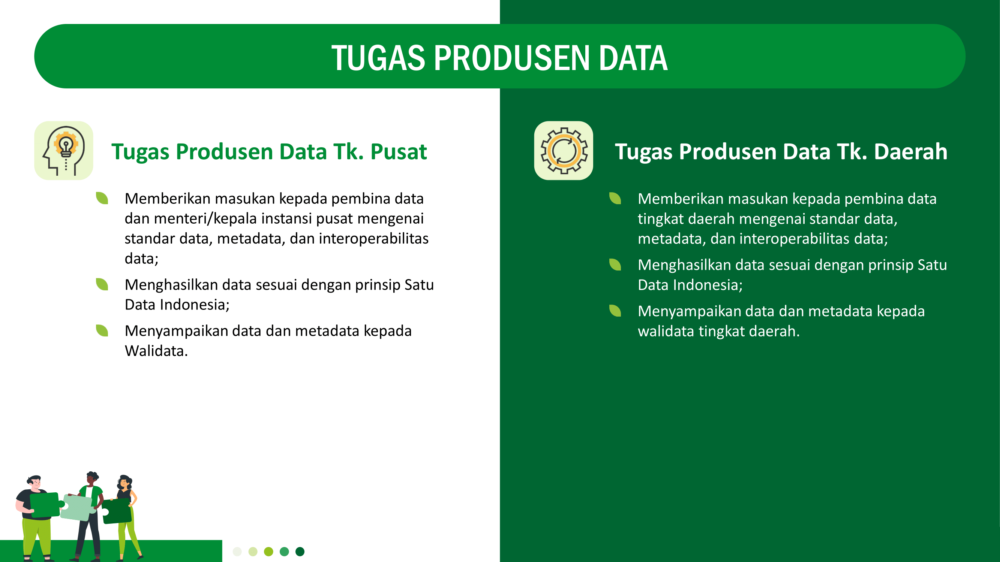 TUGAS PRODUSEN DATA
Tugas Produsen Data Tk. Pusat
Memberikan masukan kepada pembina data
dan menteri/kepala instansi pusat mengenai
standar data, metadata, dan interoperabilitas
data;
Menghasilkan data sesuai dengan prinsip Satu
Data Indonesia;
Menyampaikan data dan metadata kepada
Walidata.
Tugas Produsen Data Tk. Daerah
Memberikan masukan kepada pembina data
tingkat daerah mengenai standar data,
metadata, dan interoperabilitas data;
Menghasilkan data sesuai dengan prinsip Satu
Data Indonesia;
Menyampaikan data dan metadata kepada
walidata tingkat daerah.